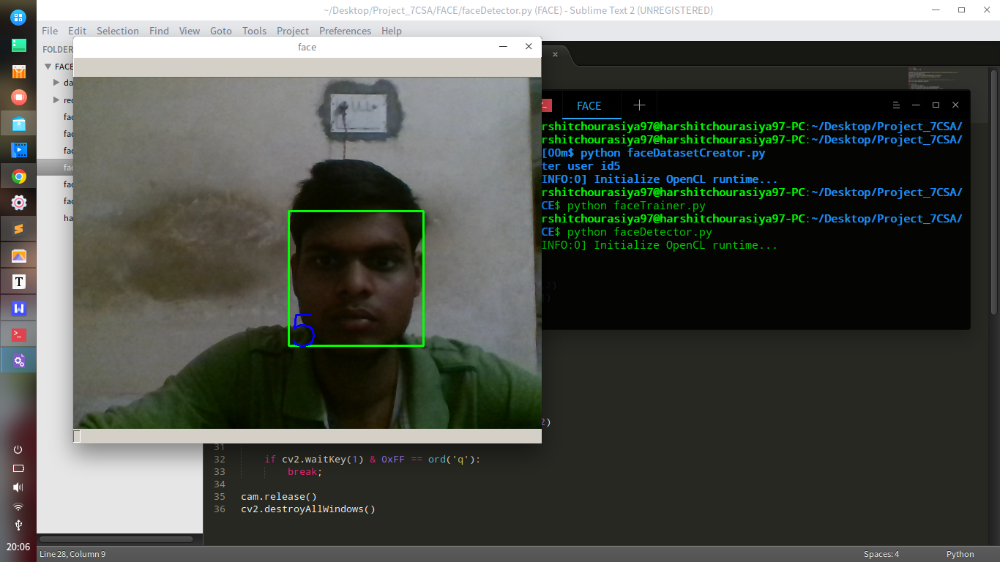 ~/Desktop/Project_7CSA/FACE/faceDetector.py (FACE) - Sublime Text 2 (UNREGISTERED)
File Edit Selection Find View Goto Tools Project Preferences Help
face
FOLDER
FACE
da
rec
fac
fac
fac
fac
fac
fac
ha
5
FACE
rshitchourasiya97@harshitchourasiya97-PC:~/Desktop/Project_7CSA/
rshitchourasiya97@harshitchourasiya97-PC:~/Desktop/Project_7CSA/
[00m$ python faceDatasetCreator.py
ter user id5
INFO:0] Initialize OpenCL runtime...
rshitchourasiya97@harshitchourasiya97-PC:~/Desktop/Project_7CSA/
CE$ python faceTrainer.py
rshitchourasiya97@harshitchourasiya97-PC:~/Desktop/Project_7CSA/
CE$ python faceDetector.py
INFO:0] Initialize OpenCL runtime...
2)
31
32 if cv2.waitKey(1) & 0xFF == ord('q'):
33 break;
34
35 cam.release()
36 cv2.destroyAllWindows()
T
W
20:06
Line 28, Column 9
Spaces: 4
Python